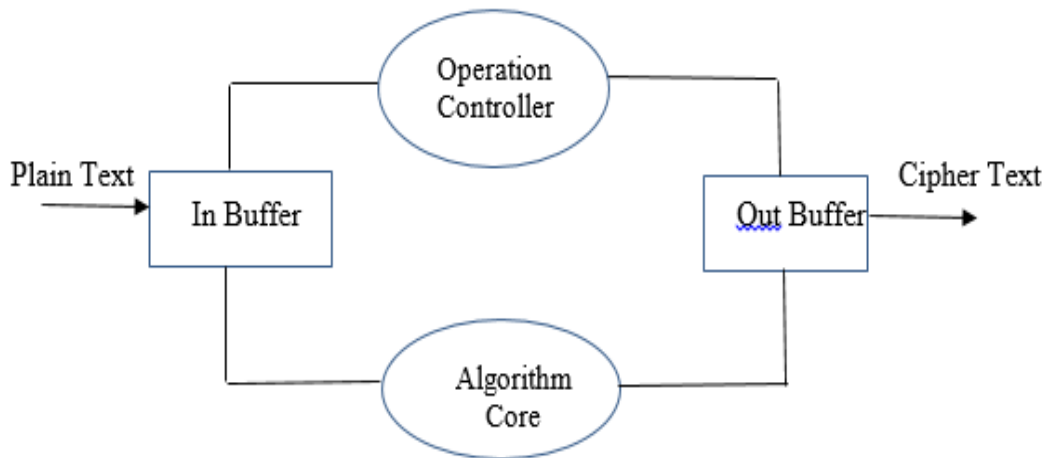 Operation
Controller
Plain Text
Cipher Text
In Buffer
Out Buffer
Algorithm
Core